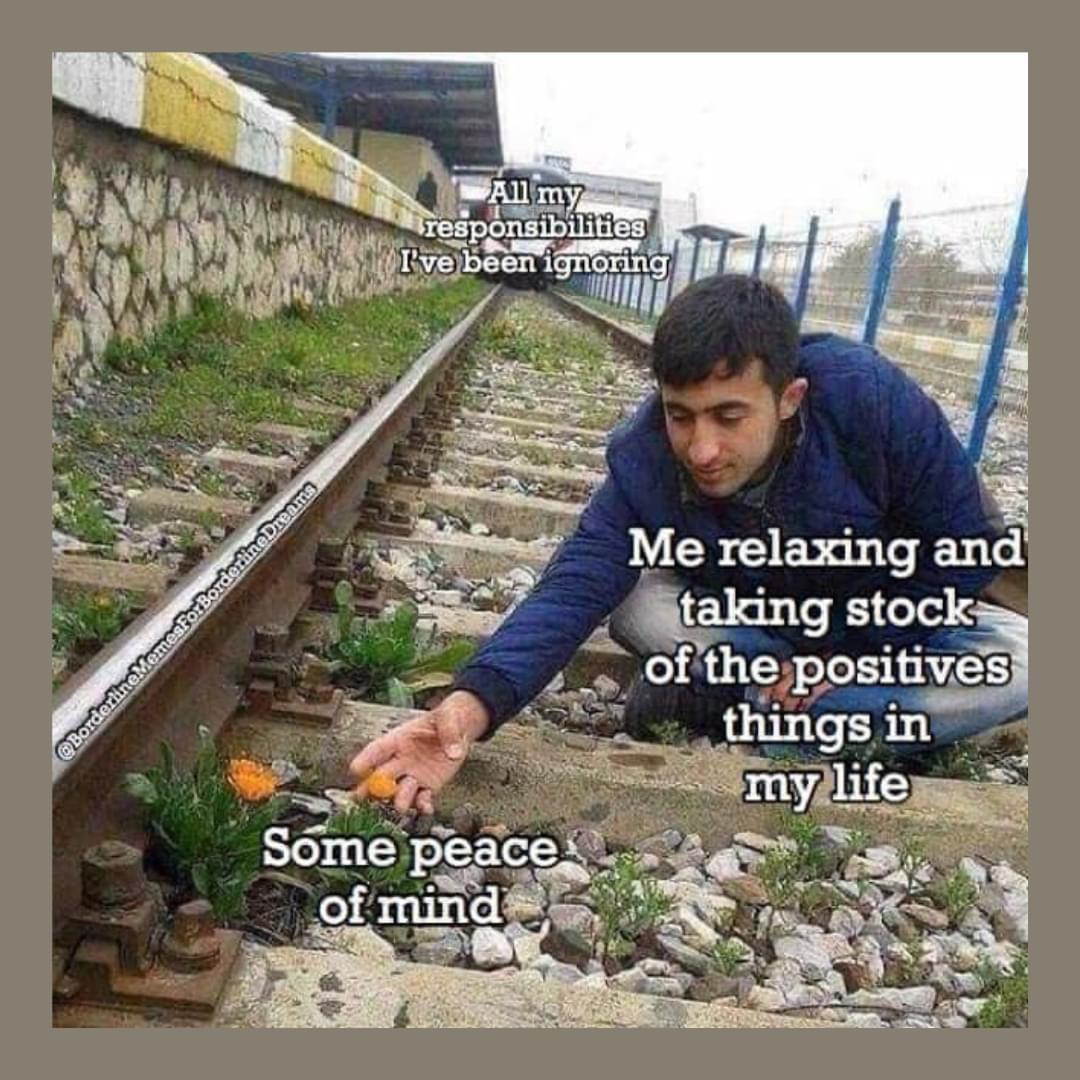 All my
responsibilities
I've been ignoring
Me relaxing and
taking stock
of the positives
things in
my life
@BorderlineMemesForBorderlineDreams
Some peace
of mind